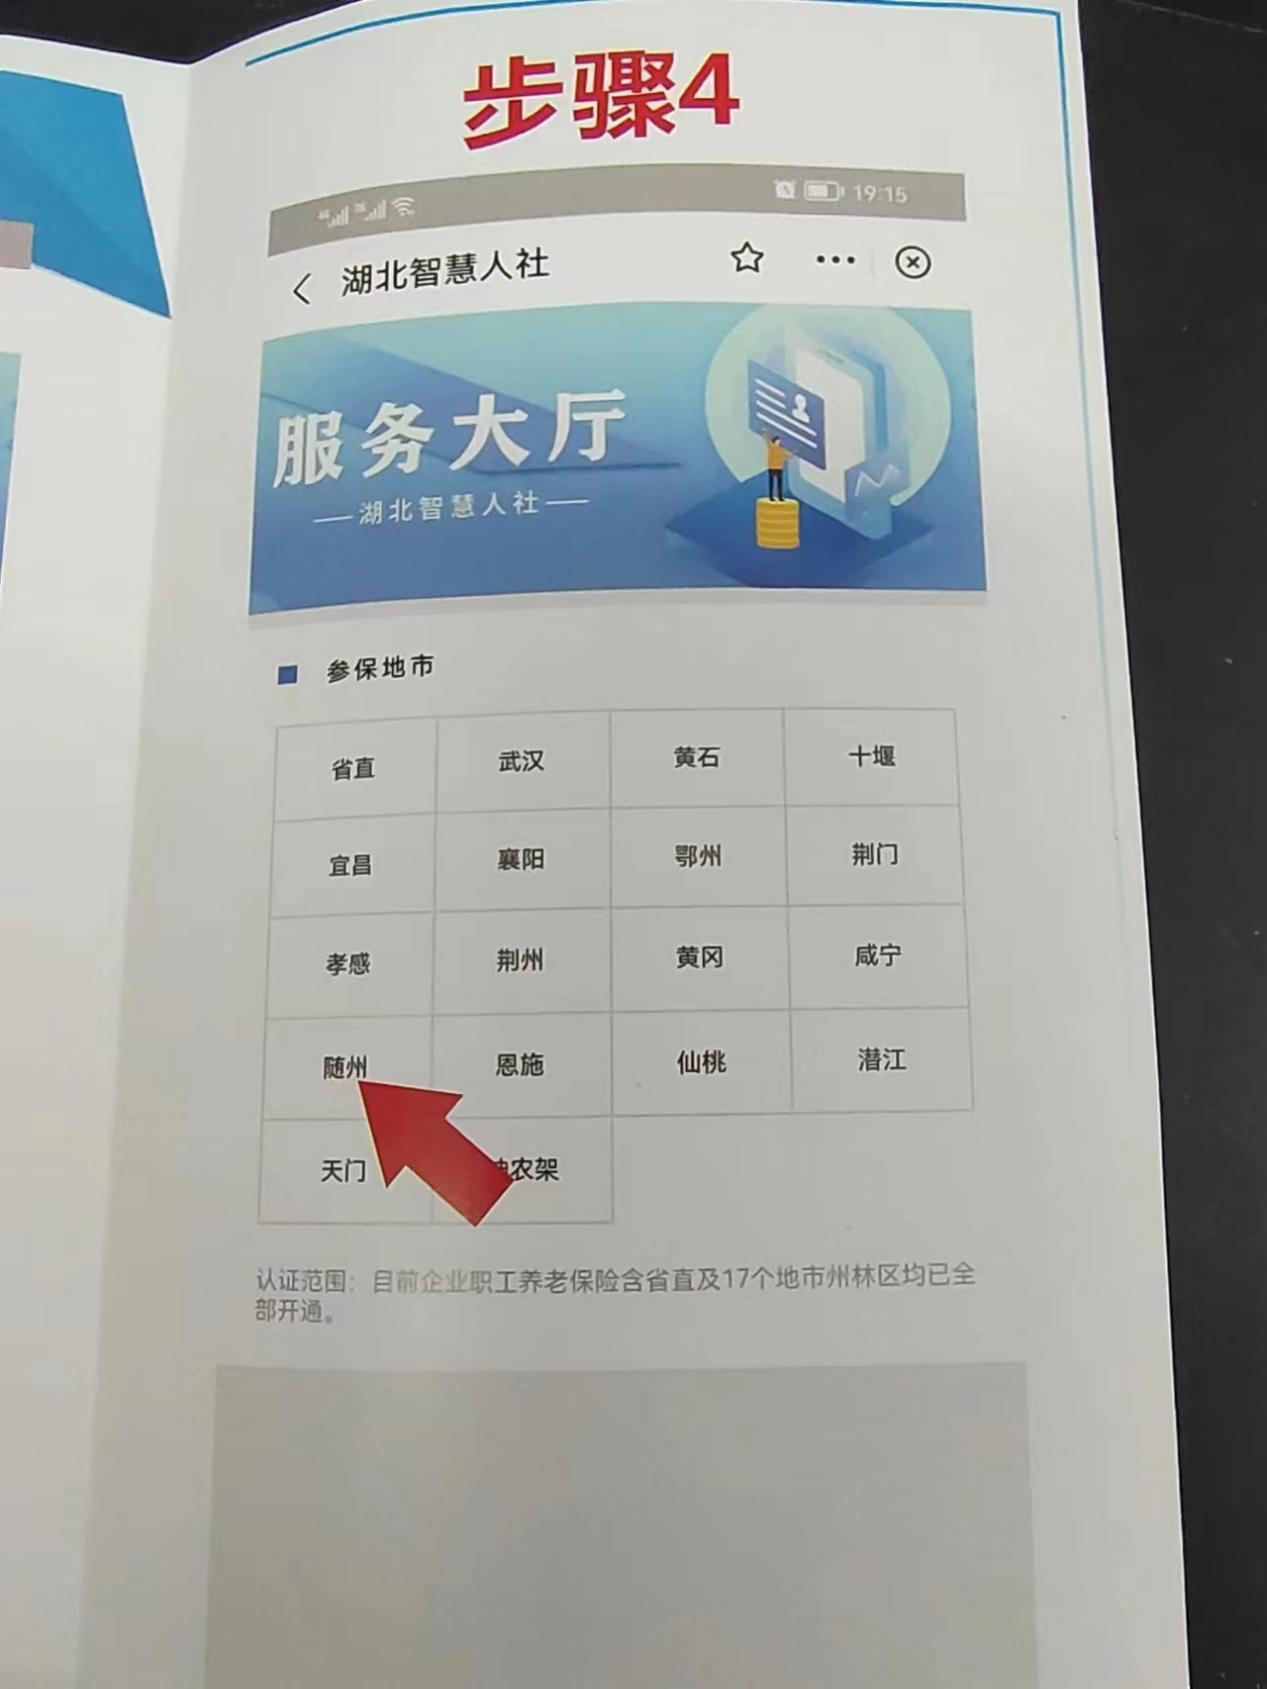 步骤4
19:15
湖北智慧人社
服务大厅
湖北智慧人社
参保地市
省直 武汉 黄石 十堰
宜昌 襄阳 鄂州 荆门
孝感 荆州 黄冈 咸宁
随州 恩施 仙桃 潜江
天门 农架
认证范围：目前企业职工养老保险含省直及17个地市州林区均已全
部开通。